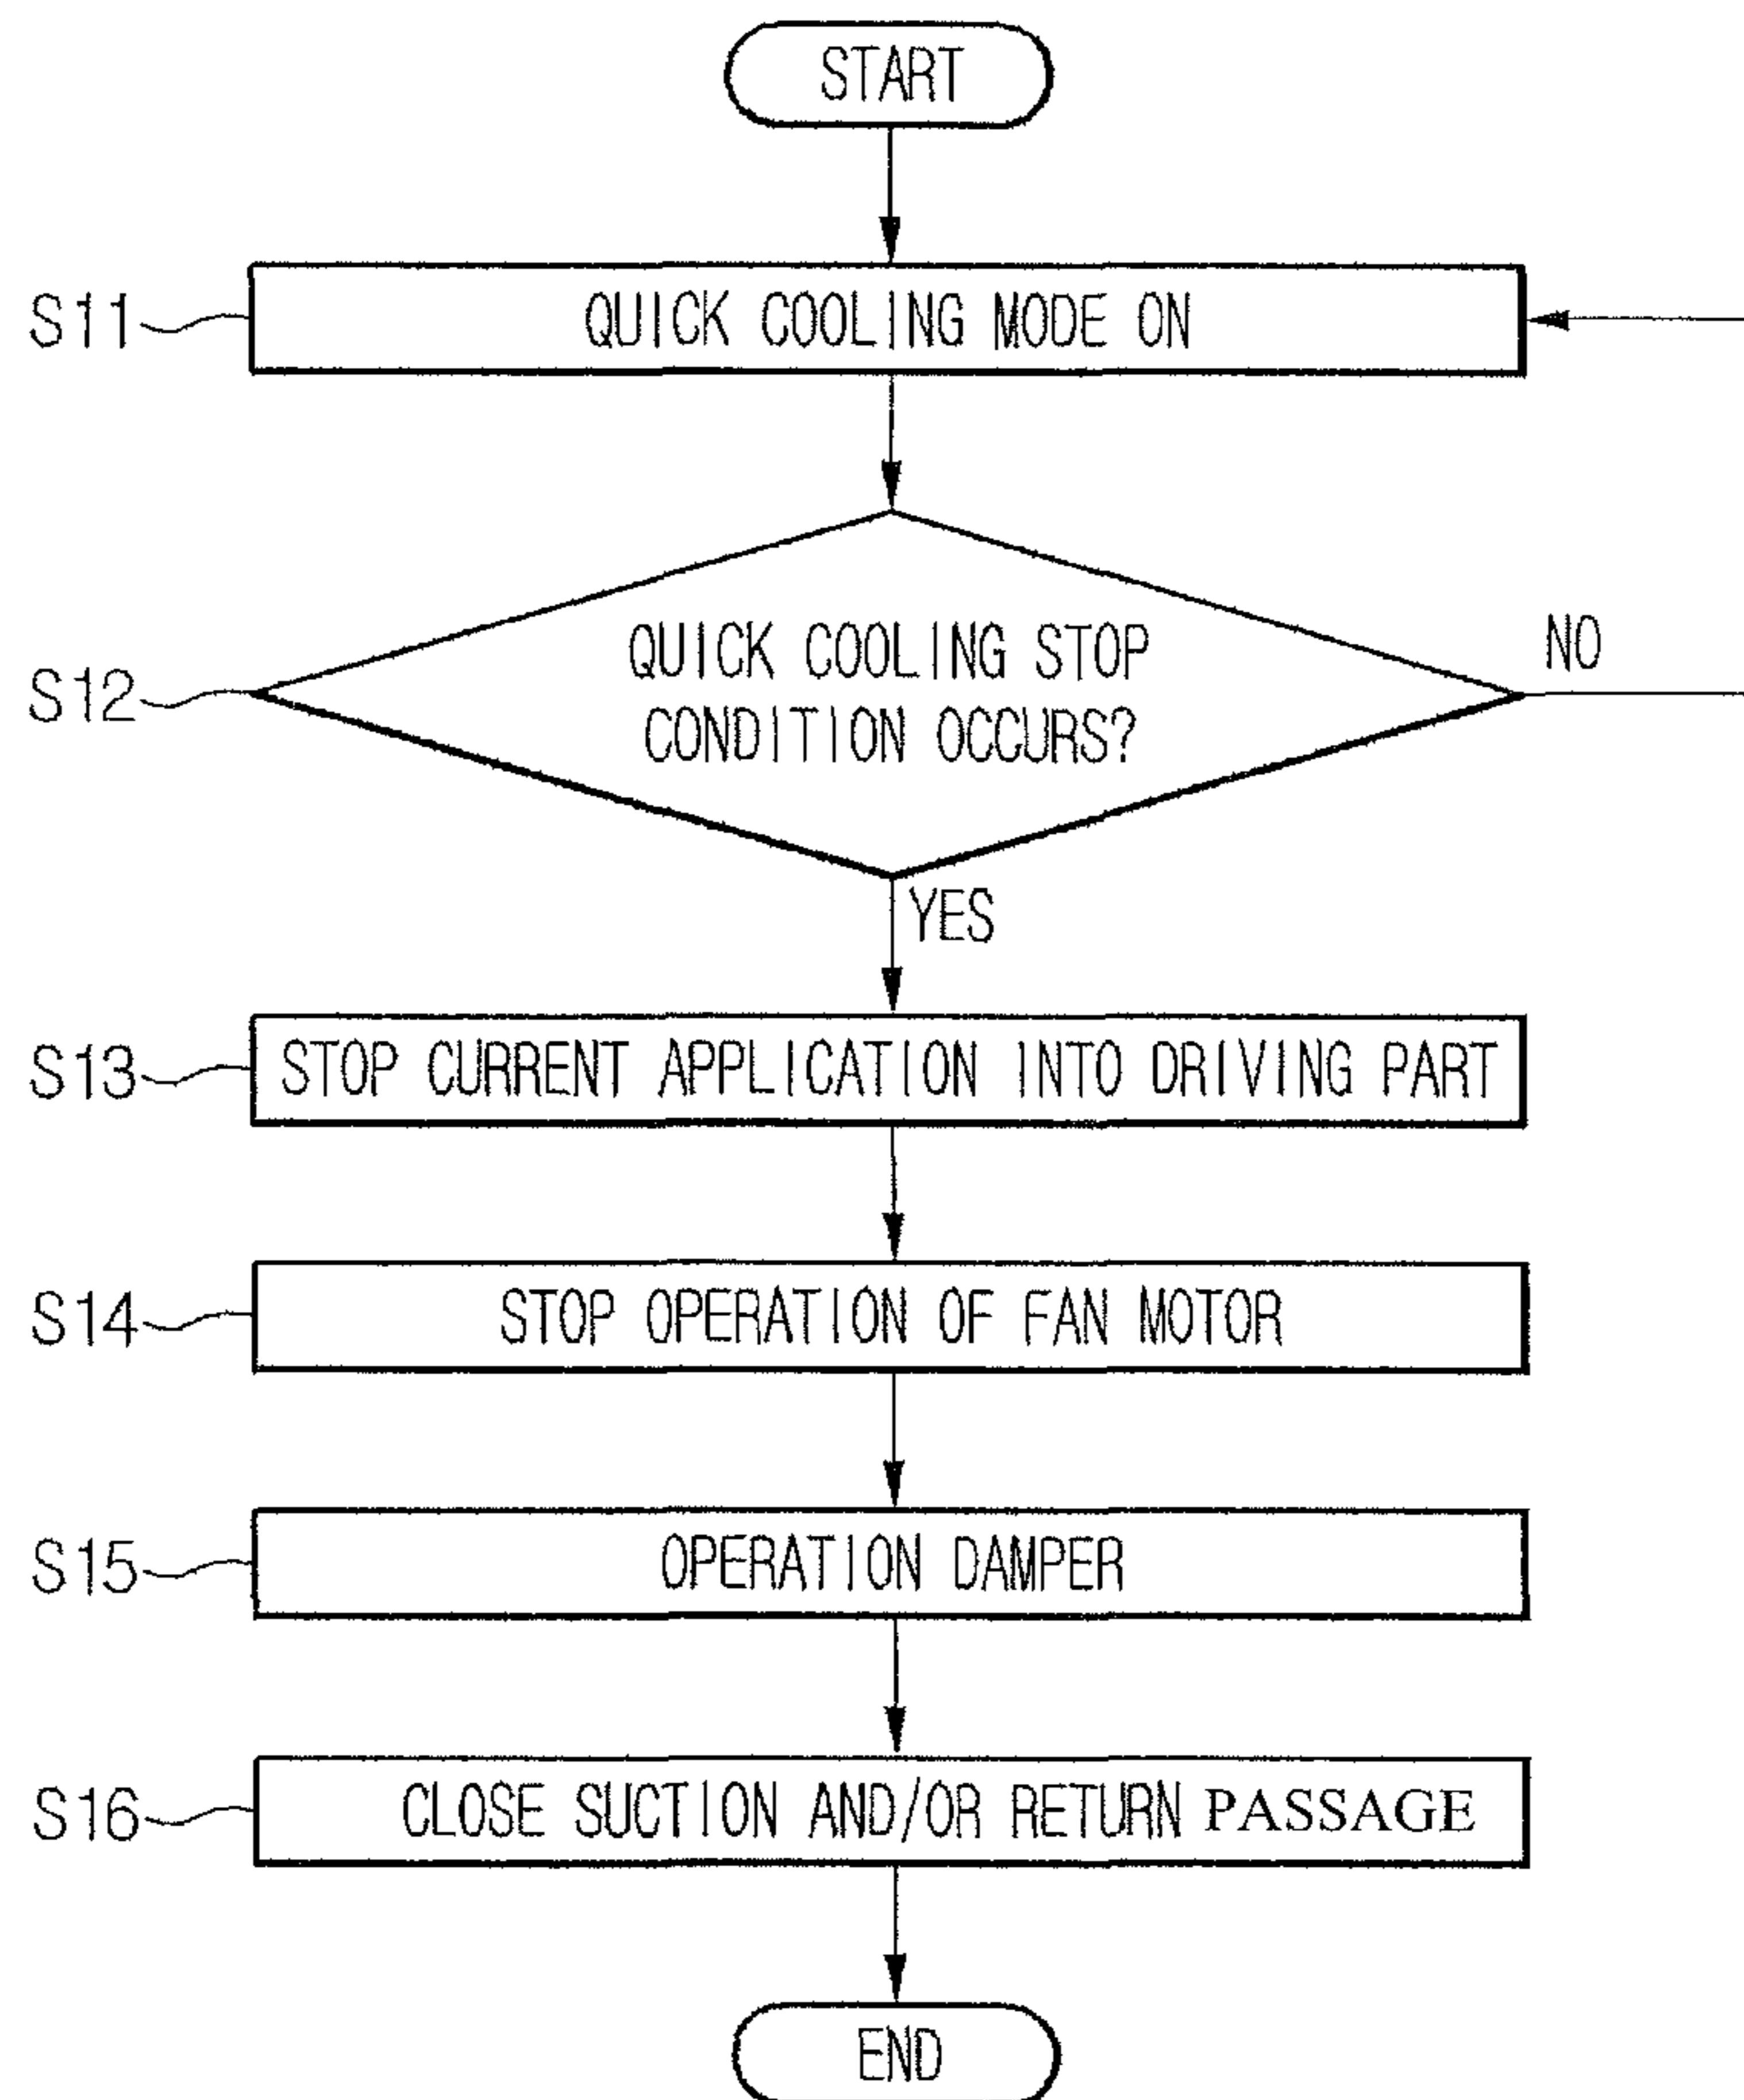 START
S11
QUICK COOLING MODE ON
S12
QUICK COOLING STOP
CONDITION OCCURS?
NO
YES
S13
STOP CURRENT APPLICATION INTO DRIVING PART
S14
STOP OPERATION OF FAN MOTOR
S15
OPERATION DAMPER
S16
CLOSE SUCTION AND/OR RETURN PASSAGE
END